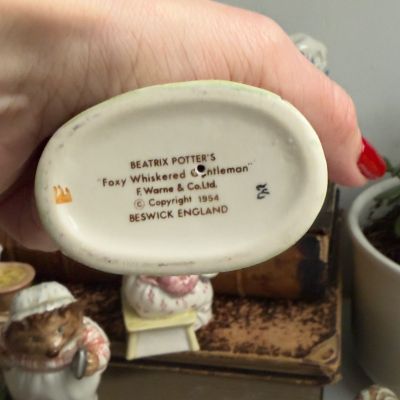 BEATRIX POTTER'S
"Foxy Whiskered Gentleman"
F. Warne & Co. Ltd.
© Copyright 1954
BESWICK ENGLAND